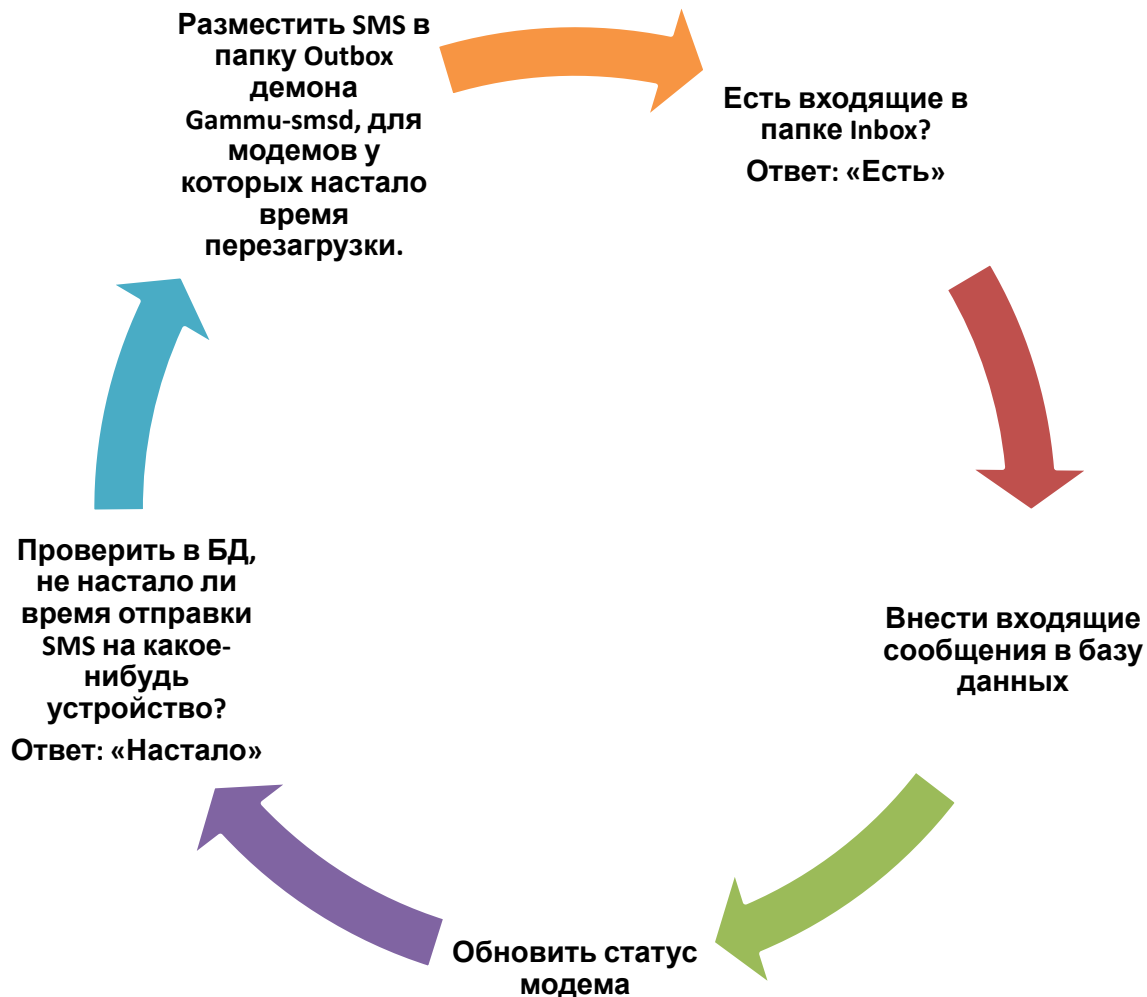 Разместить SMS в
папку Outbox
демона
Gammu-smsd, для
модемов у
которых настало
время
перезагрузки.
Есть входящие в
папке Inbox?
Ответ: «Есть»
Внести входящие
сообщения в базу
данных
Обновить статус
модема
Проверить в БД,
не настало ли
время отправки
SMS на какое-
нибудь
устройство?
Ответ: «Настало»